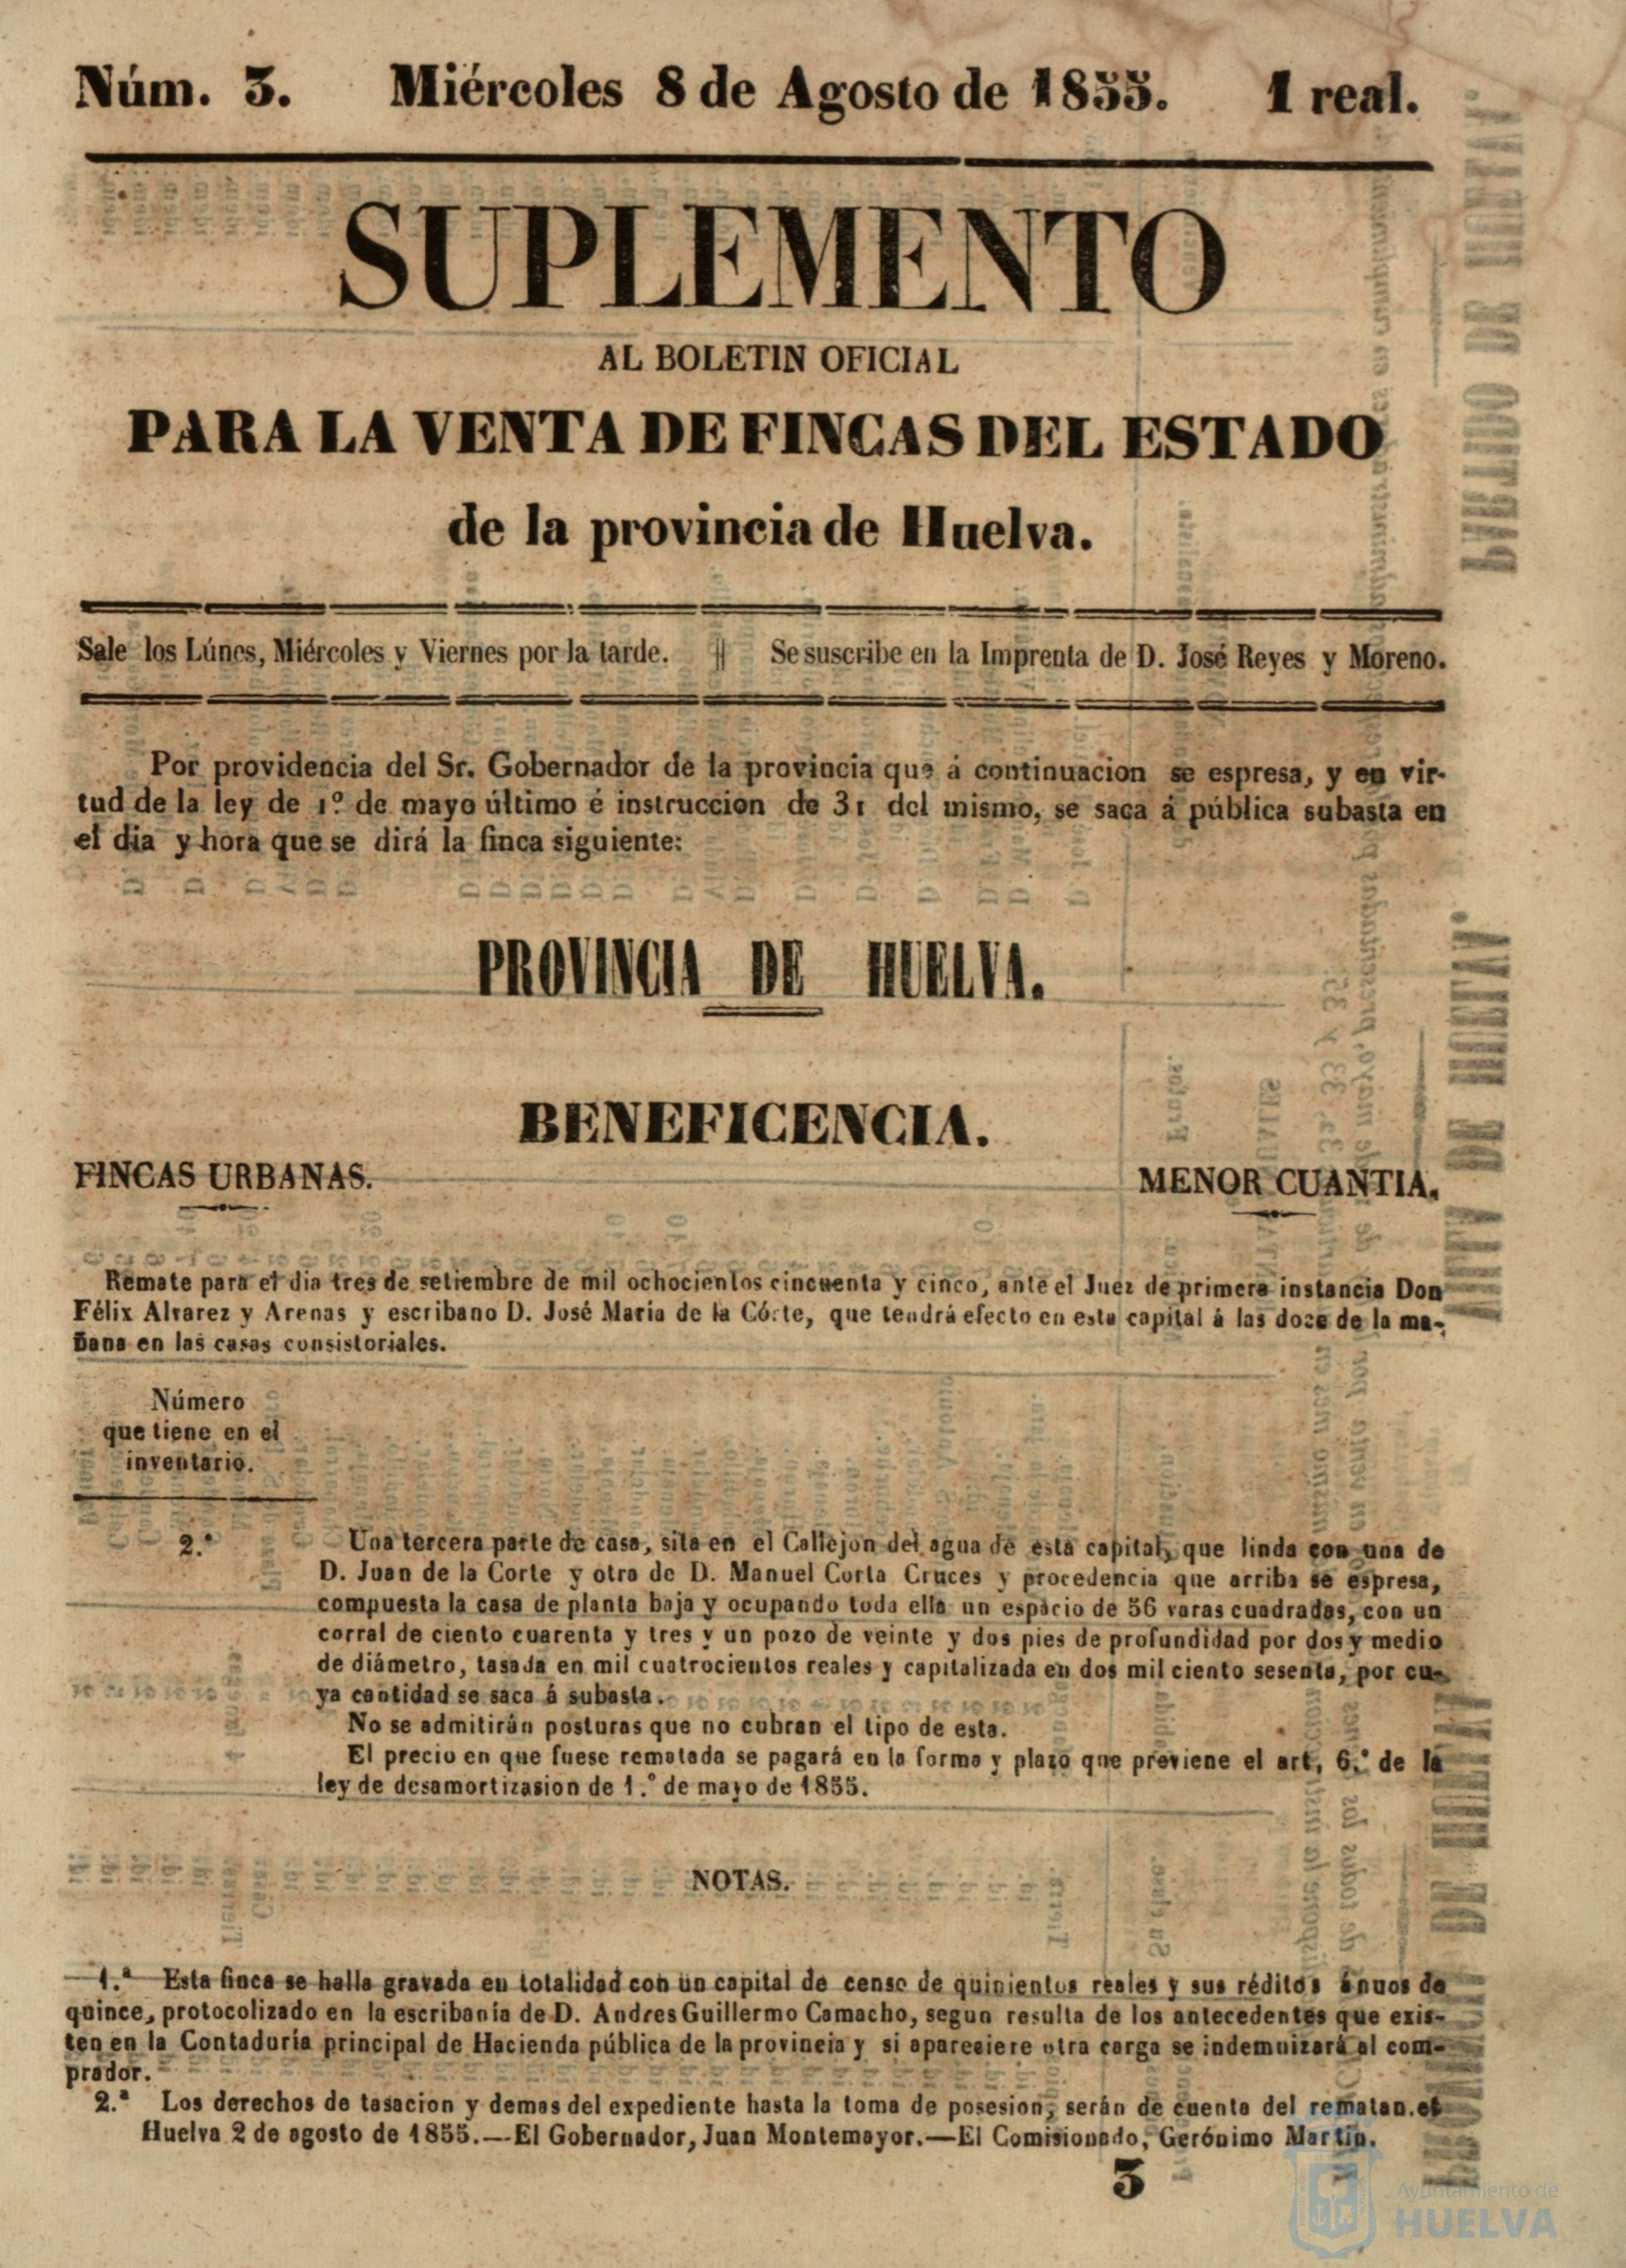 Núm. 3. Miércoles 8 de Agosto de 1855. 1 real.
SUPLEMENTO
AL BOLETIN OFICIAL
PARA LA VENTA DE FINCAS DEL ESTADO
de la provincia de Huelva.
Sale los Lúnes, Miércoles y Viernes por la tarde. || Se suscribe en la Imprenta de D. José Reyes y Moreno.
Por providencia del Sr. Gobernador de la provincia que á continuacion se espresa, y en vir-
tud de la ley de 1º de mayo último é instruccion de 31 del mismo, se saca á pública subasta en
el dia y hora que se dirá la finca siguiente:
PROVINCIA DE HUELVA.
BENEFICENCIA.
FINCAS URBANAS. MENOR CUANTIA.
Remate para el dia tres de setiembre de mil ochocientos cincuenta y cinco, ante el Juez de primera instancia Don
Félix Alvarez y Arenas y escribano D. José María de la Córte, que tendrá efecto en esta capital á las doce de la ma-
ñana en las casas consistoriales.
Número
que tiene en el
inventario.
2.º Una tercera parte de casa, sita en el Callejon del agua de esta capital, que linda con una de
D. Juan de la Corte y otra de D. Manuel Corta Cruces y procedencia que arriba se espresa,
compuesta la casa de planta baja y ocupando toda ella un espacio de 56 varas cuadradas, con un
corral de ciento cuarenta y tres y un pozo de veinte y dos pies de profundidad por dos y medio
de diámetro, tasada en mil cuatrocientos reales y capitalizada en dos mil ciento sesenta, por cu-
ya cantidad se saca á subasta.
No se admitirán posturas que no cubran el tipo de esta.
El precio en que fuese rematada se pagará en la forma y plazo que previene el art. 6.º de la
ley de desamortizasion de 1.º de mayo de 1855.
NOTAS.
1.ª Esta finca se halla gravada en totalidad con un capital de censo de quinientos reales y sus réditos ánuos de
quince, protocolizado en la escribanía de D. Andres Guillermo Camacho, segun resulta de los antecedentes que exis-
ten en la Contaduría principal de Hacienda pública de la provincia y si apareciere otra carga se indemnizará al com-
prador.
2.ª Los derechos de tasacion y demas del expediente hasta la toma de posesion, serán de cuenta del rematan.et
Huelva 2 de agosto de 1855.—El Gobernador, Juan Montemayor.—El Comisionado, Gerónimo Martin.
3
Ayuntamiento de
HUELVA